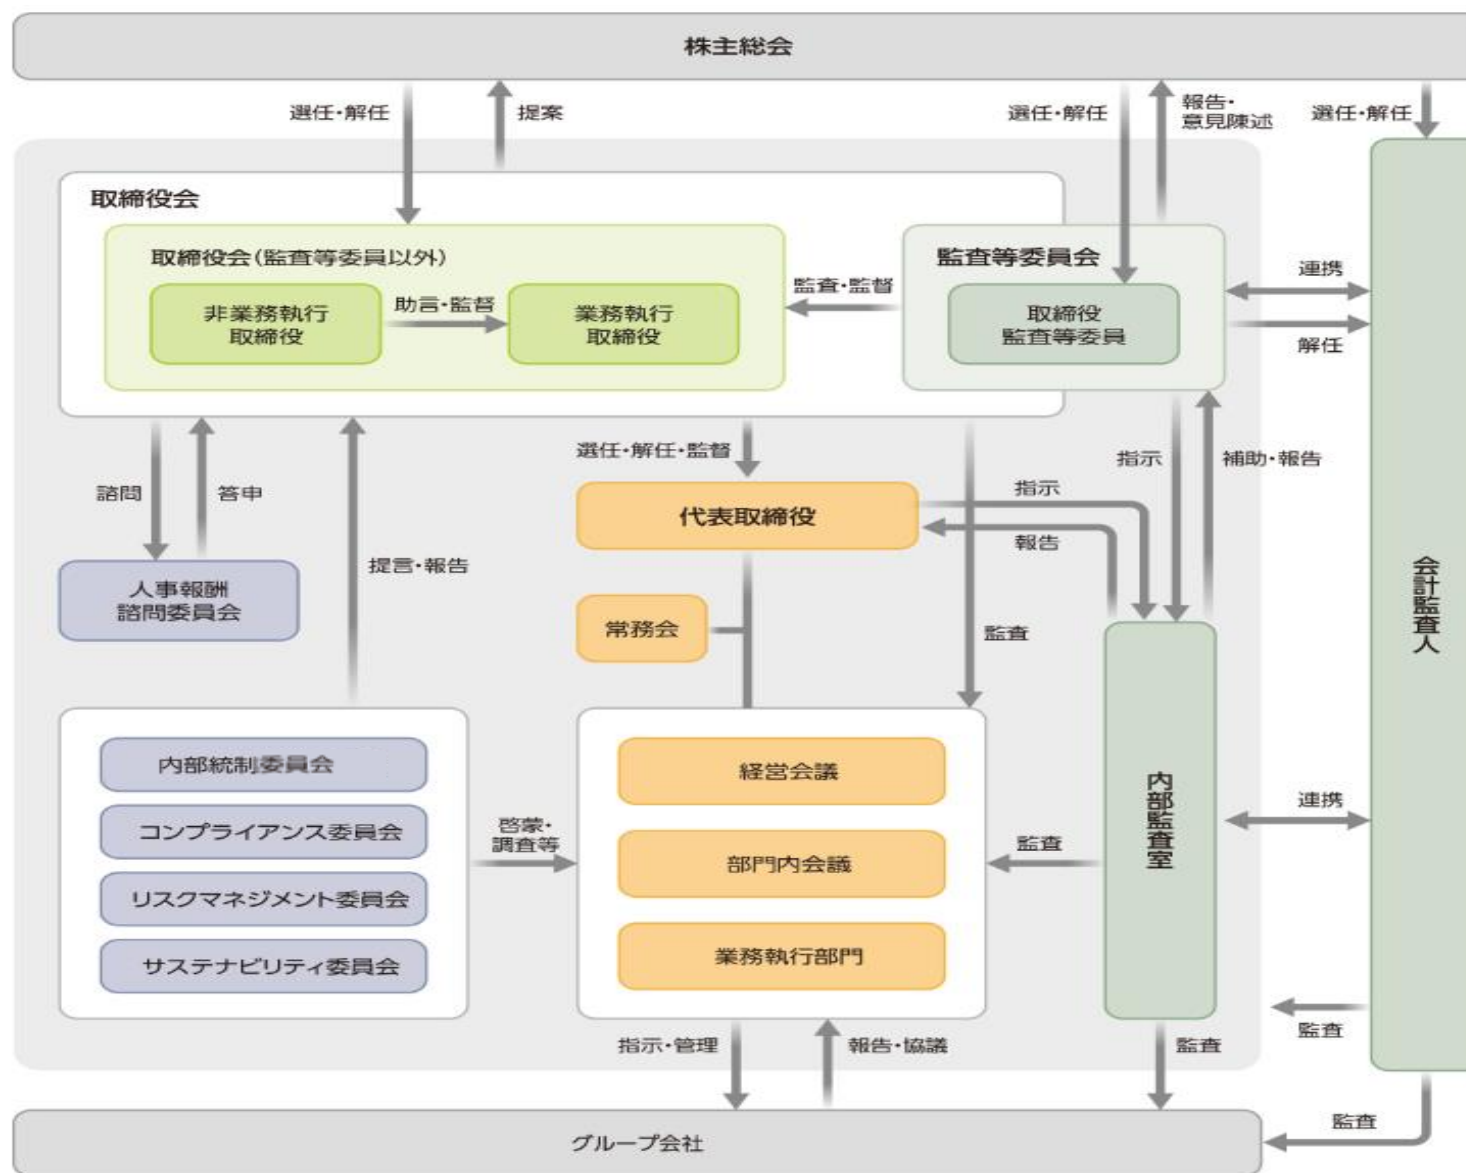 株主総会
選任・解任
提案
選任・解任
報告・
意見陳述
選任・解任
取締役会
取締役会(監査等委員以外)
非業務執行
取締役
助言・監督
業務執行
取締役
監査・監督
監査等委員会
取締役
監査等委員
連携
解任
諮問
答申
提言・報告
選任・解任・監督
指示
補助・報告
代表取締役
指示
報告
人事報酬
諮問委員会
常務会
監査
会計監査人
内部統制委員会
コンプライアンス委員会
リスクマネジメント委員会
サステナビリティ委員会
啓蒙・
調査等
経営会議
部門内会議
業務執行部門
監査
内部監査室
連携
監査
指示・管理
報告・協議
監査
グループ会社
監査